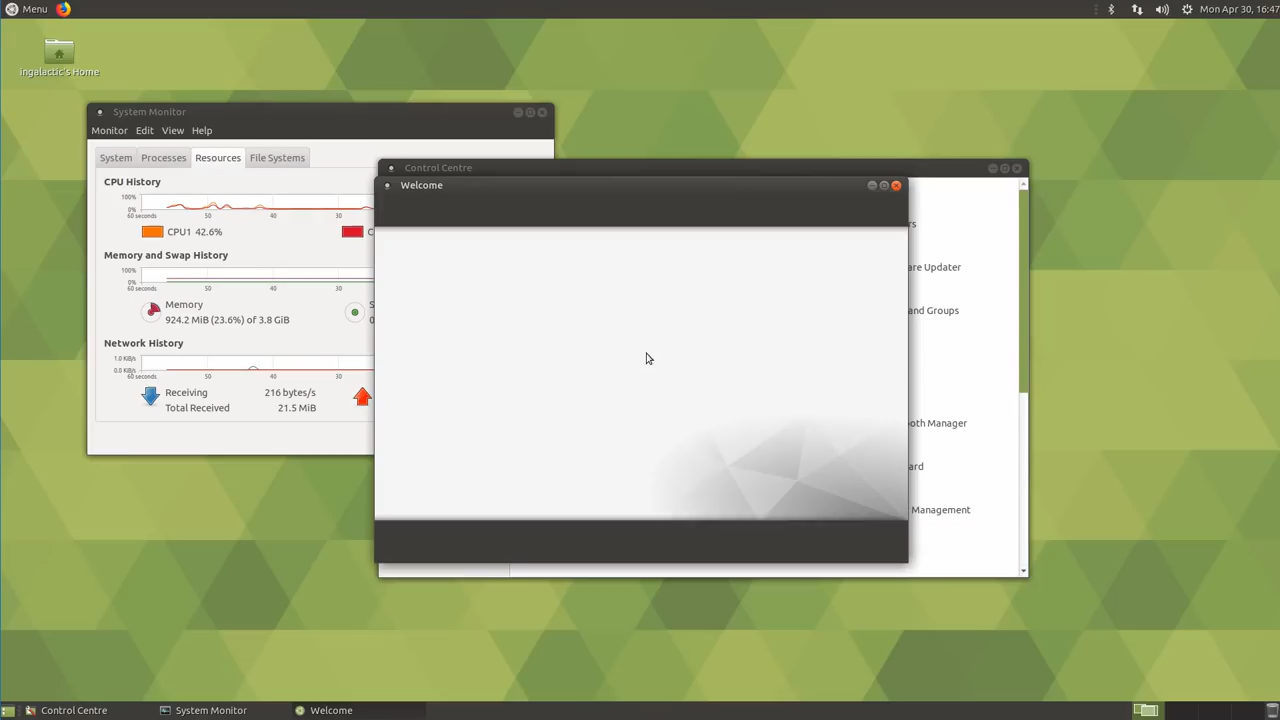 Menu
Mon Apr 30, 16:47
ingalactic's Home
System Monitor
Monitor Edit View Help
System Processes Resources File Systems
CPU History
100%
0%
60 seconds 50 40 30
CPU1 42.6%
C
Memory and Swap History
100%
0%
60 seconds 50 40 30
Memory
924.2 MiB (23.6%) of 3.8 GiB
S
0
Network History
1.0 KiB/s
0.0 KiB/s
60 seconds 50 40 30
Receiving 216 bytes/s
Total Received 21.5 MiB
Control Centre
Welcome
rs
are Updater
and Groups
ooth Manager
ard
Management
Control Centre System Monitor Welcome